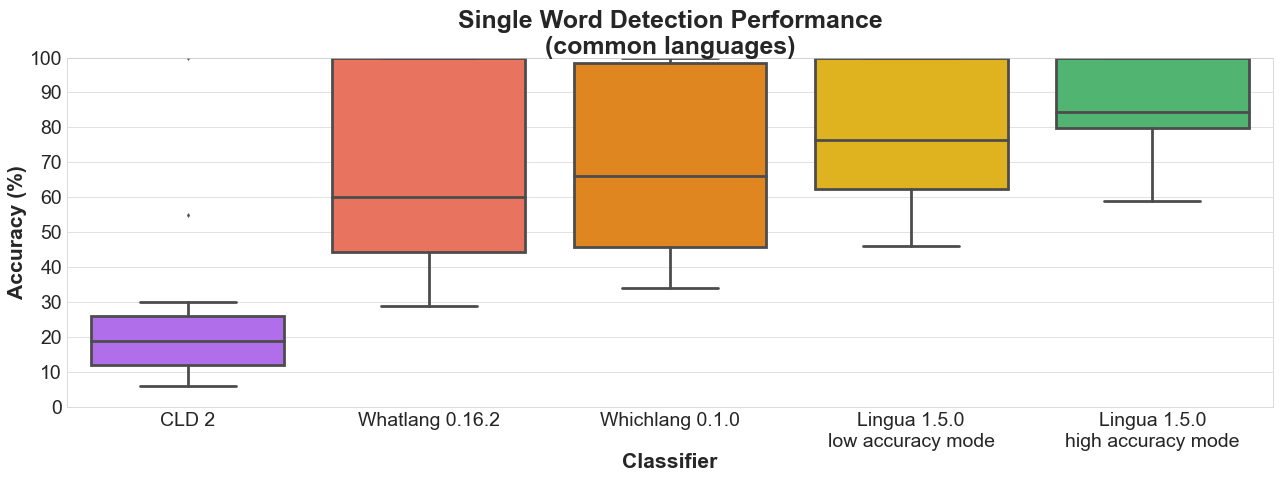 Single Word Detection Performance
(common languages)
Accuracy (%)
100
90
80
70
60
50
40
30
20
10
0
CLD 2
Whatlang 0.16.2
Whichlang 0.1.0
Lingua 1.5.0
low accuracy mode
Lingua 1.5.0
high accuracy mode
Classifier